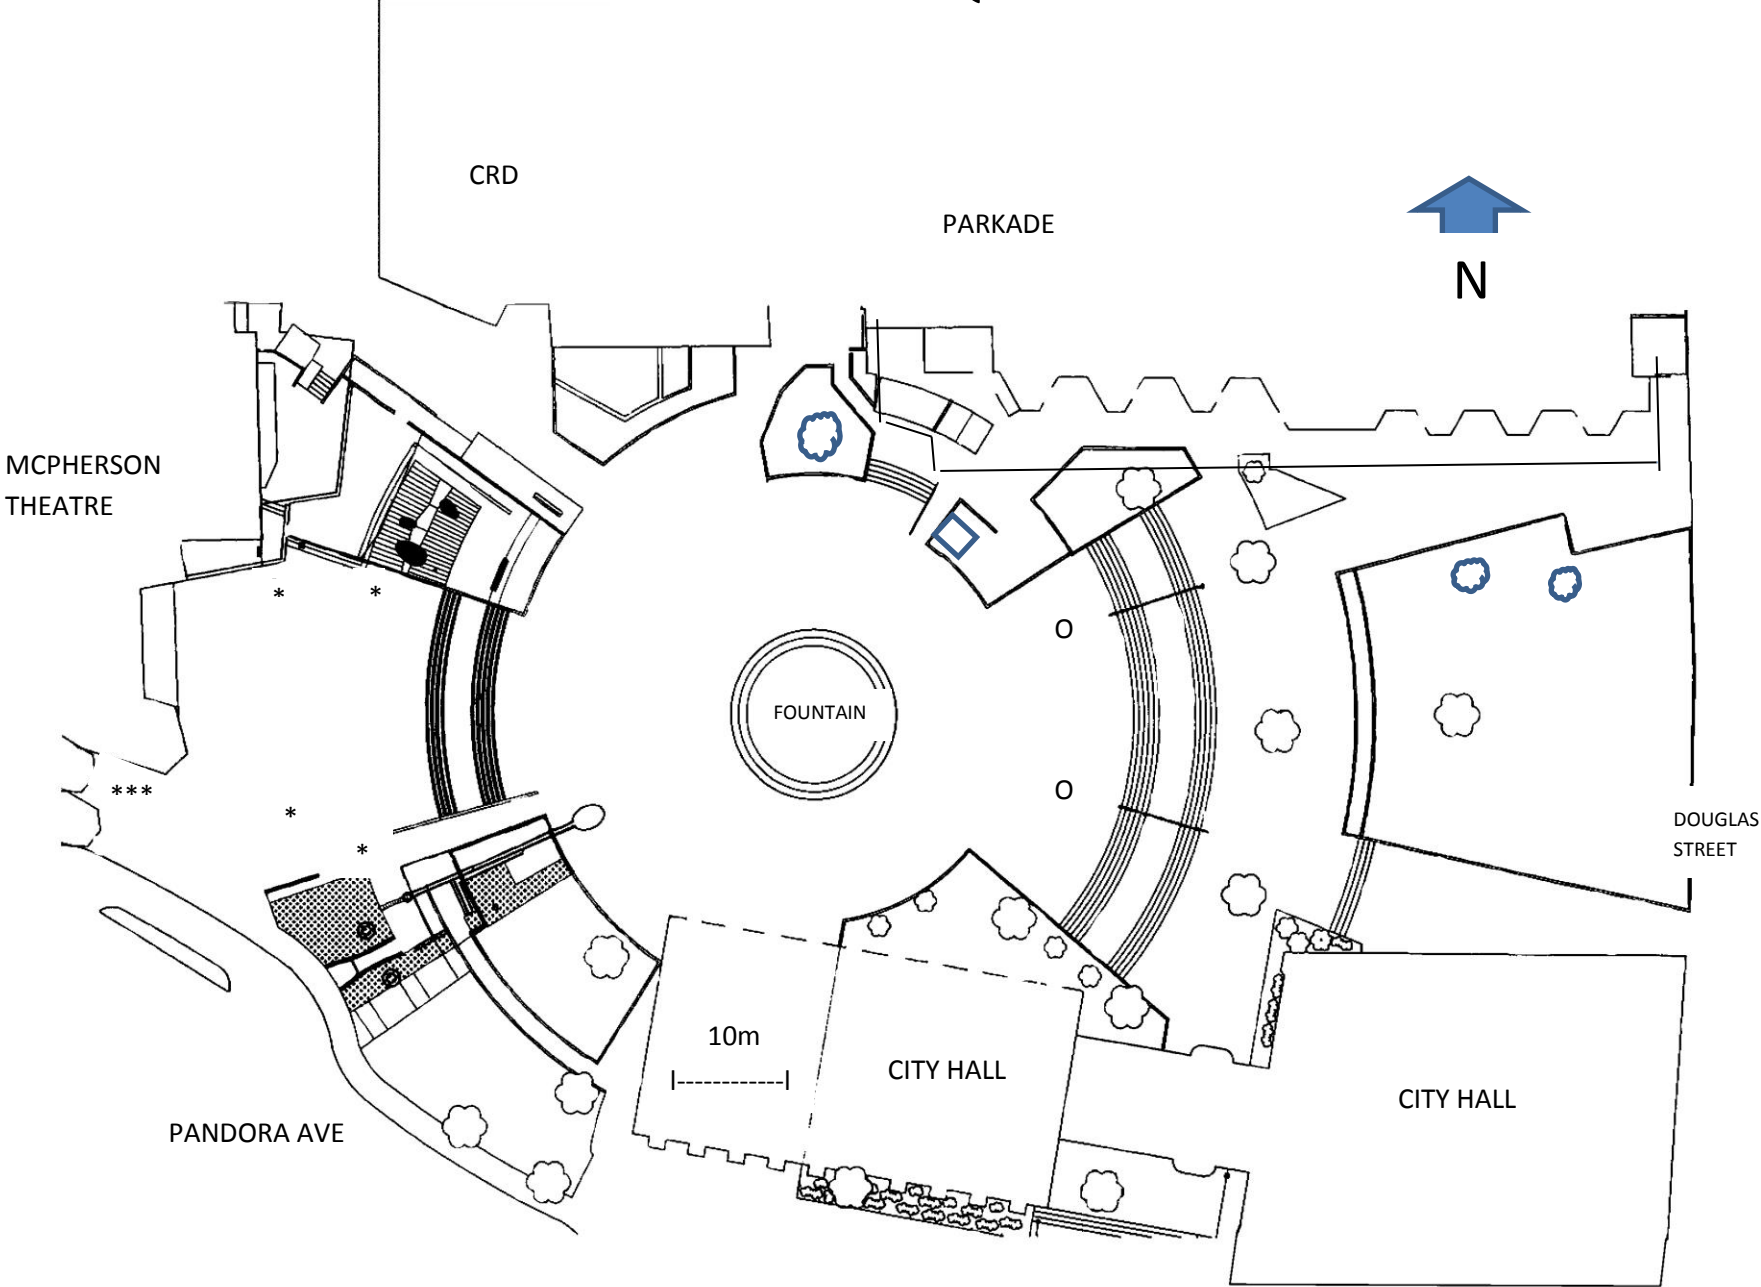 CRD
PARKADE
N
MCPHERSON
THEATRE
* *
O
FOUNTAIN
***
O
*
*
DOUGLAS
STREET
10m
|------------|
CITY HALL
CITY HALL
PANDORA AVE